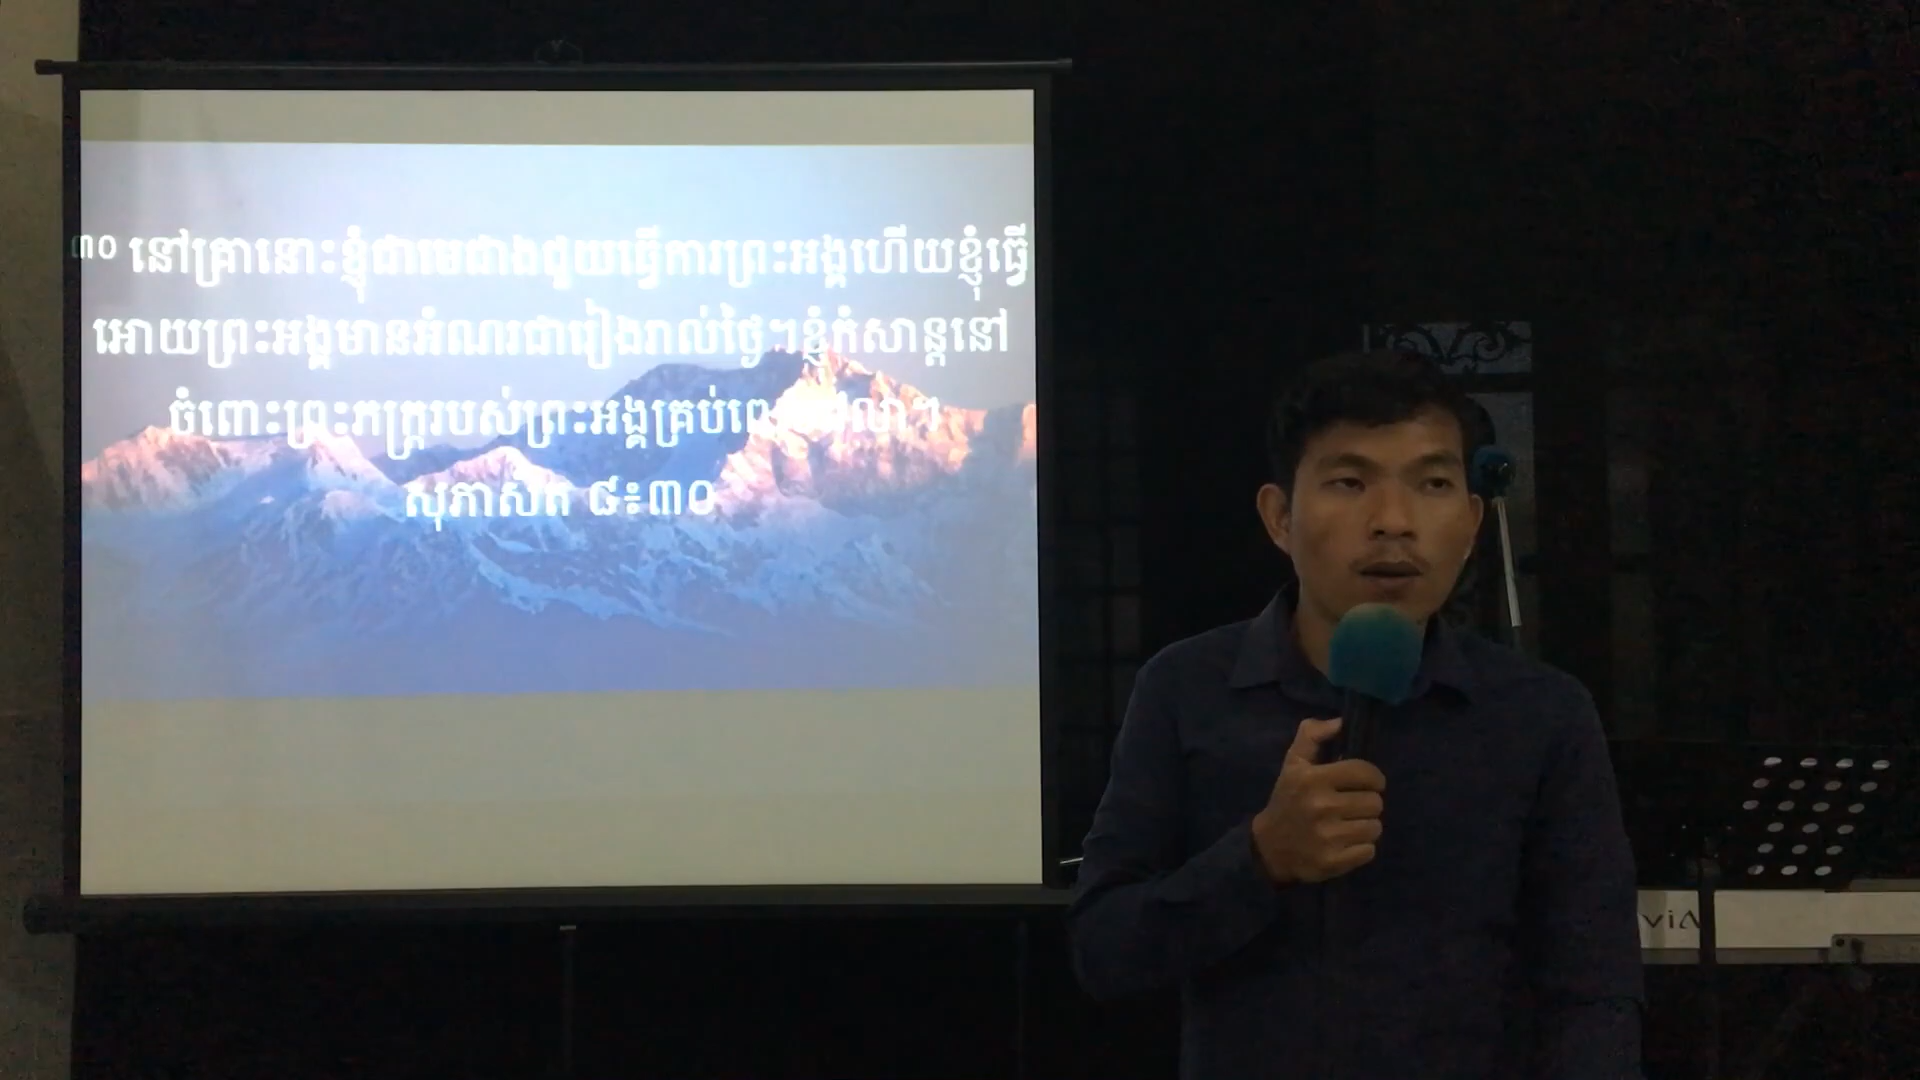 ៣០ នៅគ្រានោះខ្ញុំជាមេជាងជួយធ្វើការព្រះអង្គហើយខ្ញុំធ្វើ
អោយព្រះអង្គមានអំណរជារៀងរាល់ថ្ងៃ។ខ្ញុំកំសាន្តនៅ
ចំពោះព្រះភក្ត្ររបស់ព្រះអង្គគ្រប់ពេលវេលា។
សុភាសិត ៨៖៣០